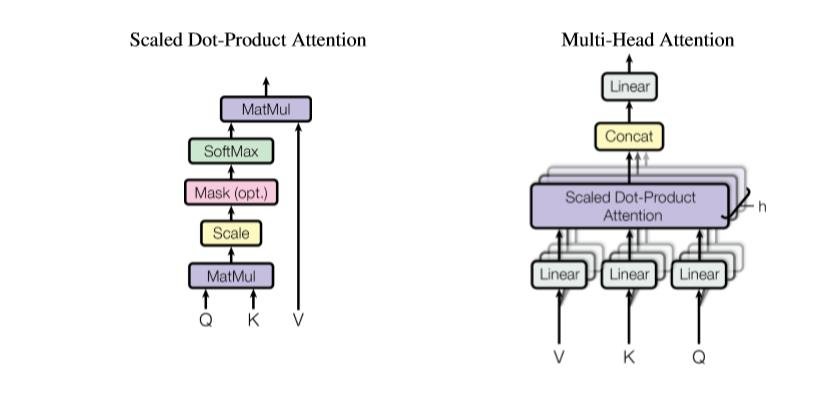 Scaled Dot-Product Attention
MatMul
SoftMax
Mask (opt.)
Scale
MatMul
Q K V
Multi-Head Attention
Linear
Concat
Scaled Dot-Product
Attention
h
Linear Linear Linear
V K Q